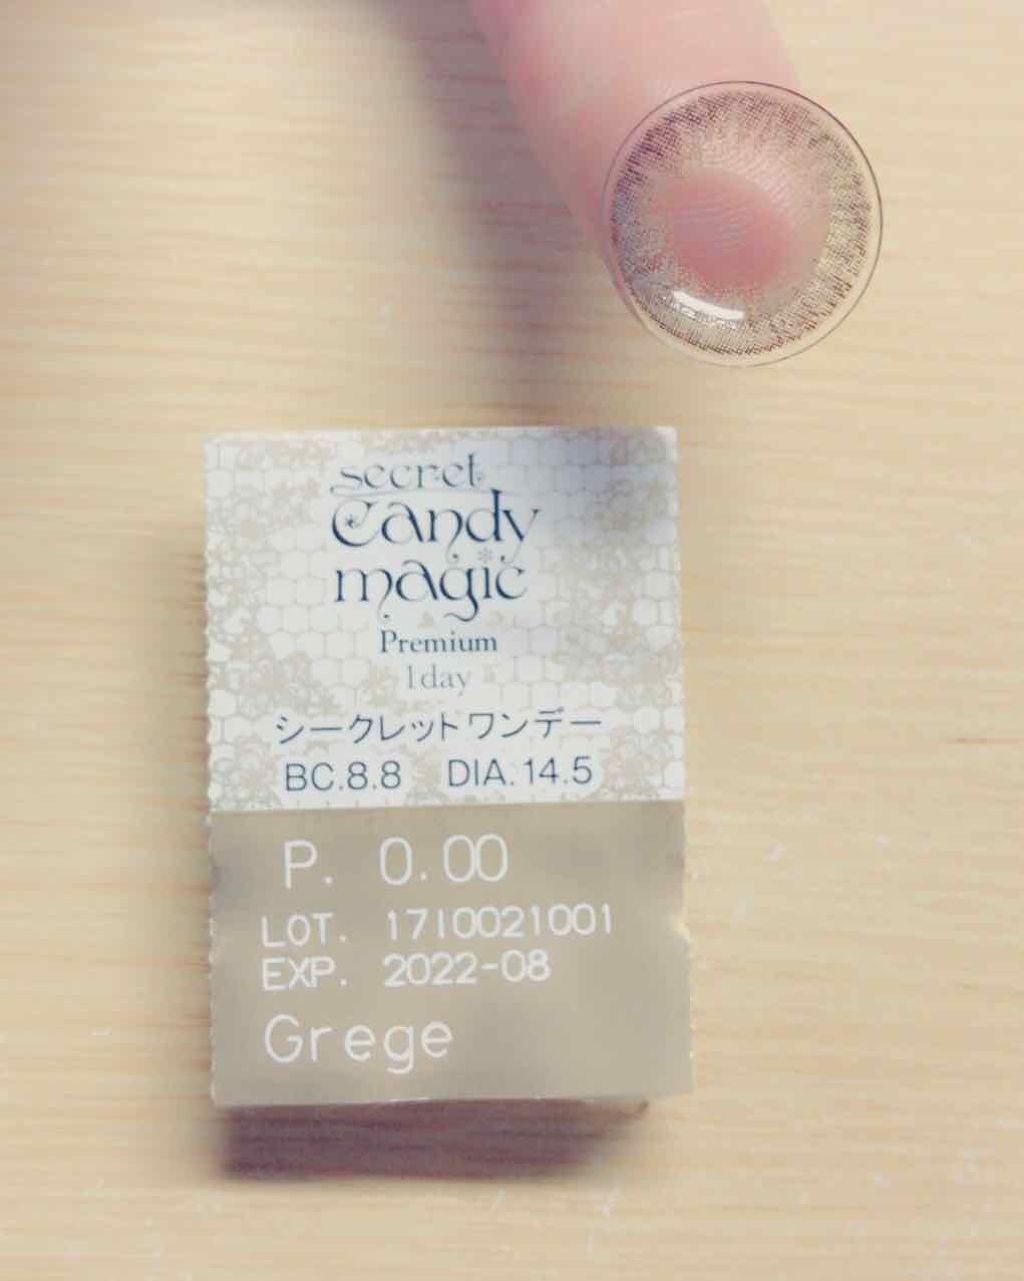 secret
candy
magic
Premium
1day
シークレットワンデー
BC.8.8 DIA.14.5
P. 0.00
LOT. 1710021001
EXP. 2022-08
Grege